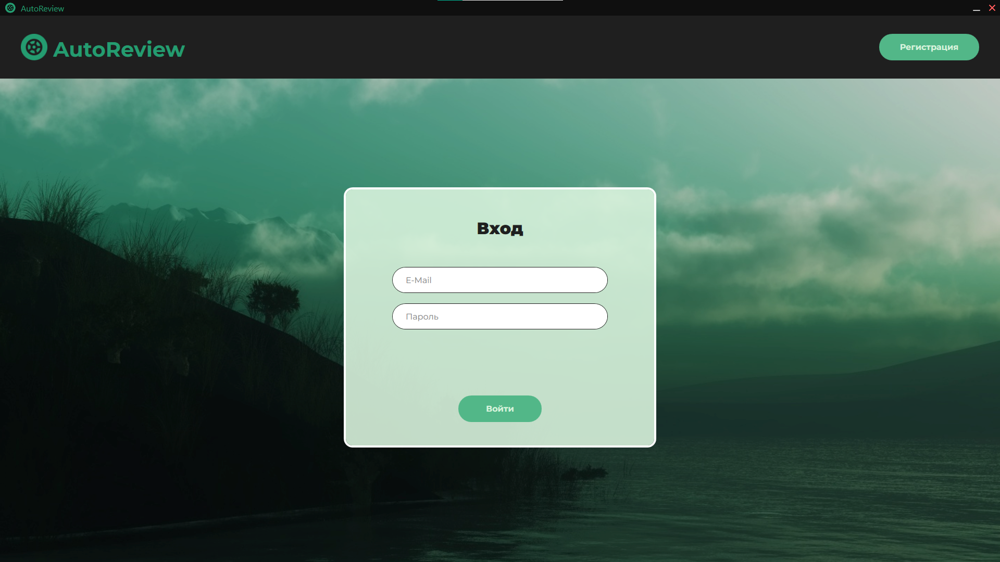 AutoReview
AutoReview
Регистрация
Вход
E-Mail
Пароль
Войти